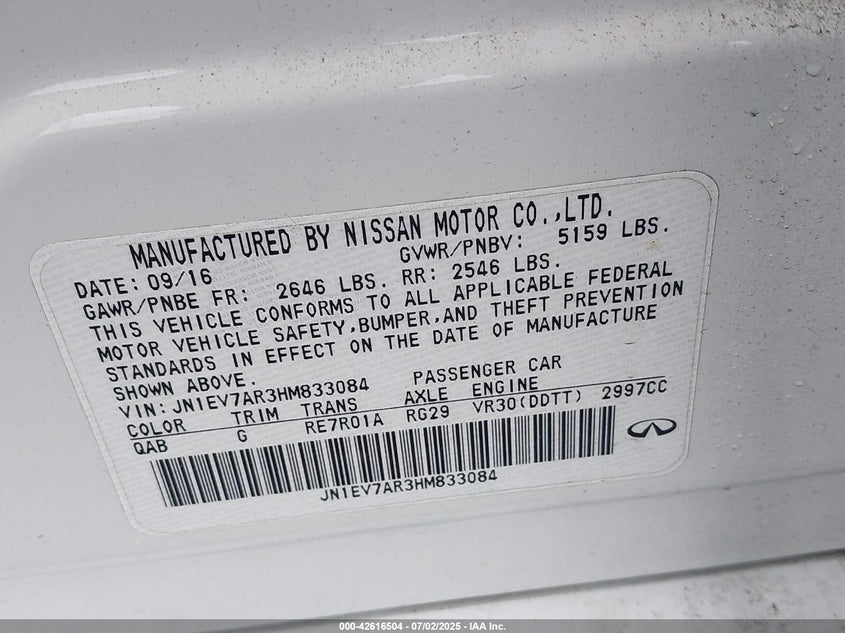 MANUFACTURED BY NISSAN MOTOR CO.,LTD.
DATE: 09/16 GVWR/PNBV: 5159 LBS.
GAWR/PNBE FR: 2646 LBS. RR: 2546 LBS.
THIS VEHICLE CONFORMS TO ALL APPLICABLE FEDERAL
MOTOR VEHICLE SAFETY,BUMPER,AND THEFT PREVENTION
STANDARDS IN EFFECT ON THE DATE OF MANUFACTURE
SHOWN ABOVE.
VIN: JN1EV7AR3HM833084 PASSENGER CAR
COLOR TRIM TRANS AXLE ENGINE
QAB G RE7R01A RG29 VR30(DDTT) 2997CC
JN1EV7AR3HM833084
000-42616504 - 07/02/2025 - IAA Inc.